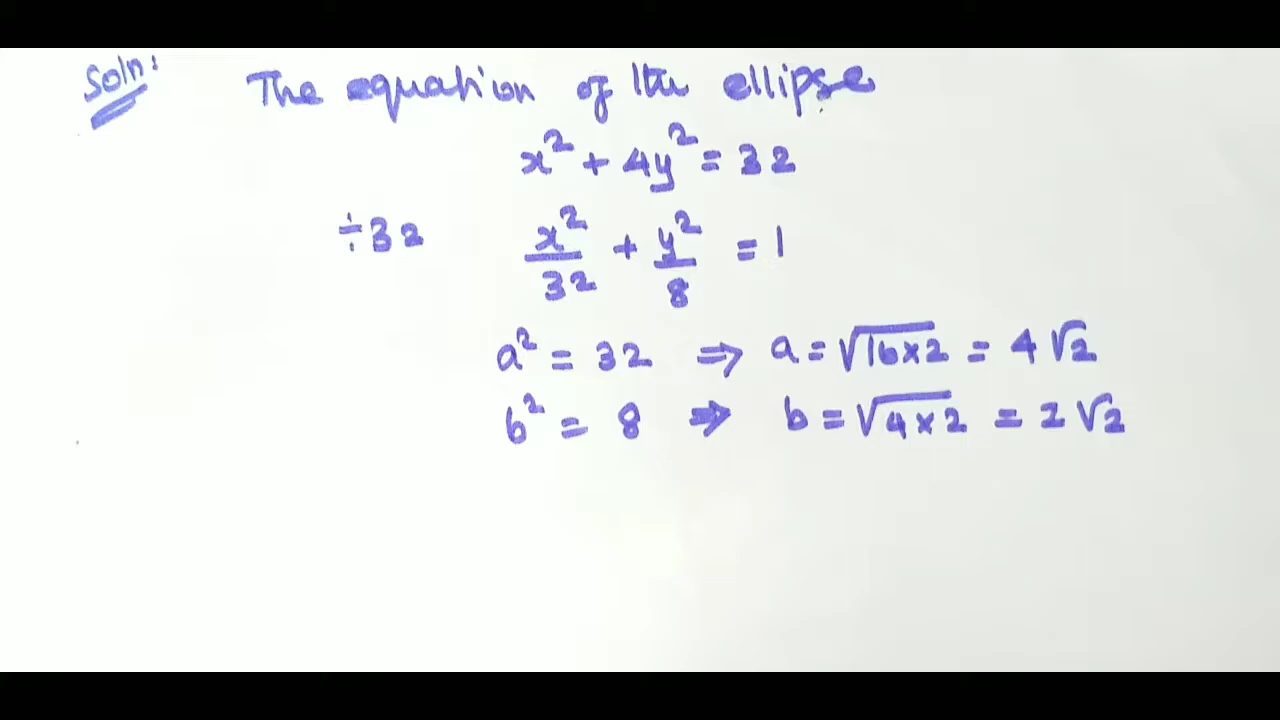 Soln:
The equation of the ellipse
x² + 4y² = 32
÷32 x²/32 + y²/8 = 1
a² = 32 ⇒ a = √16×2 = 4√2
b² = 8 ⇒ b = √4×2 = 2√2